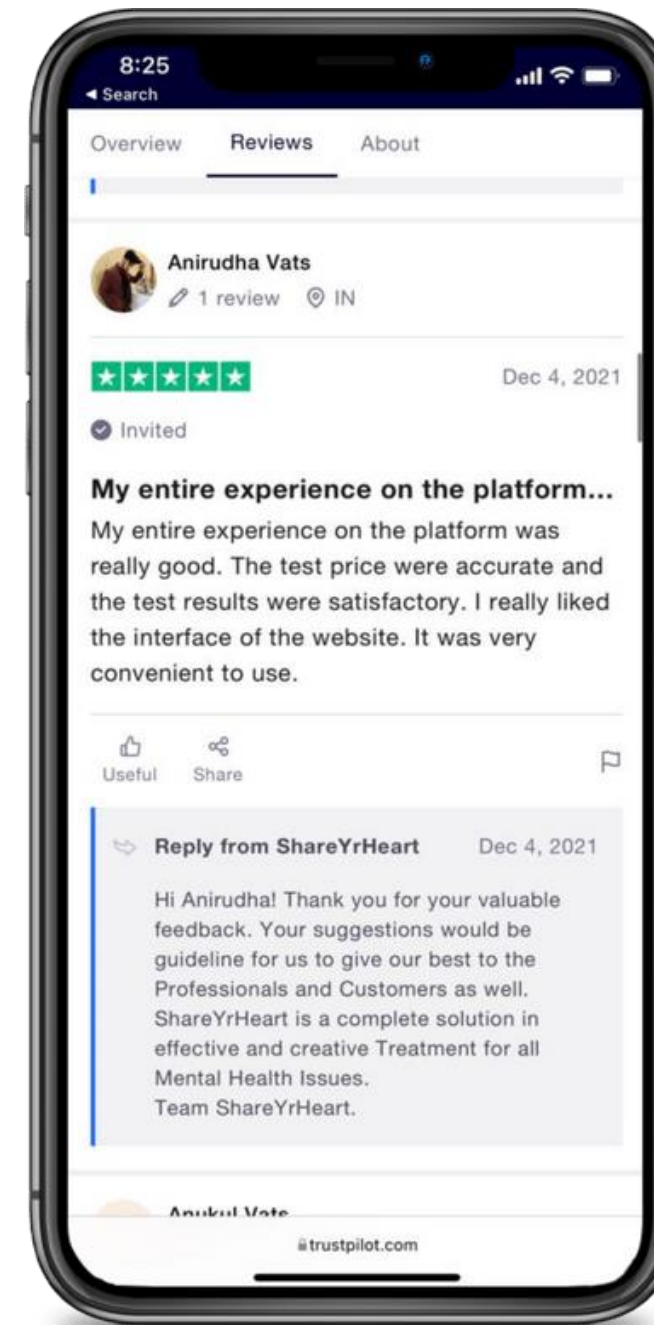 8:25
◀ Search
Overview Reviews About
Anirudha Vats
1 review IN
Dec 4, 2021
Invited
My entire experience on the platform...
My entire experience on the platform was
really good. The test price were accurate and
the test results were satisfactory. I really liked
the interface of the website. It was very
convenient to use.
Useful Share
Reply from ShareYrHeart Dec 4, 2021
Hi Anirudha! Thank you for your valuable
feedback. Your suggestions would be
guideline for us to give our best to the
Professionals and Customers as well.
ShareYrHeart is a complete solution in
effective and creative Treatment for all
Mental Health Issues.
Team ShareYrHeart.
Anukul Vats
trustpilot.com